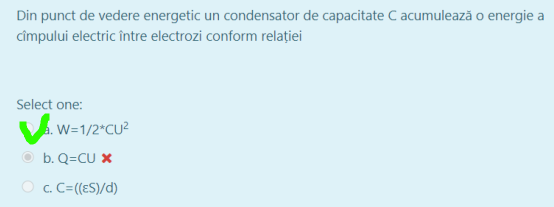 Din punct de vedere energetic un condensator de capacitate C acumulează o energie a
cîmpului electric între electrozi conform relației
Select one:
a. W=1/2*CU²
b. Q=CU ✖
c. C=((εS)/d)